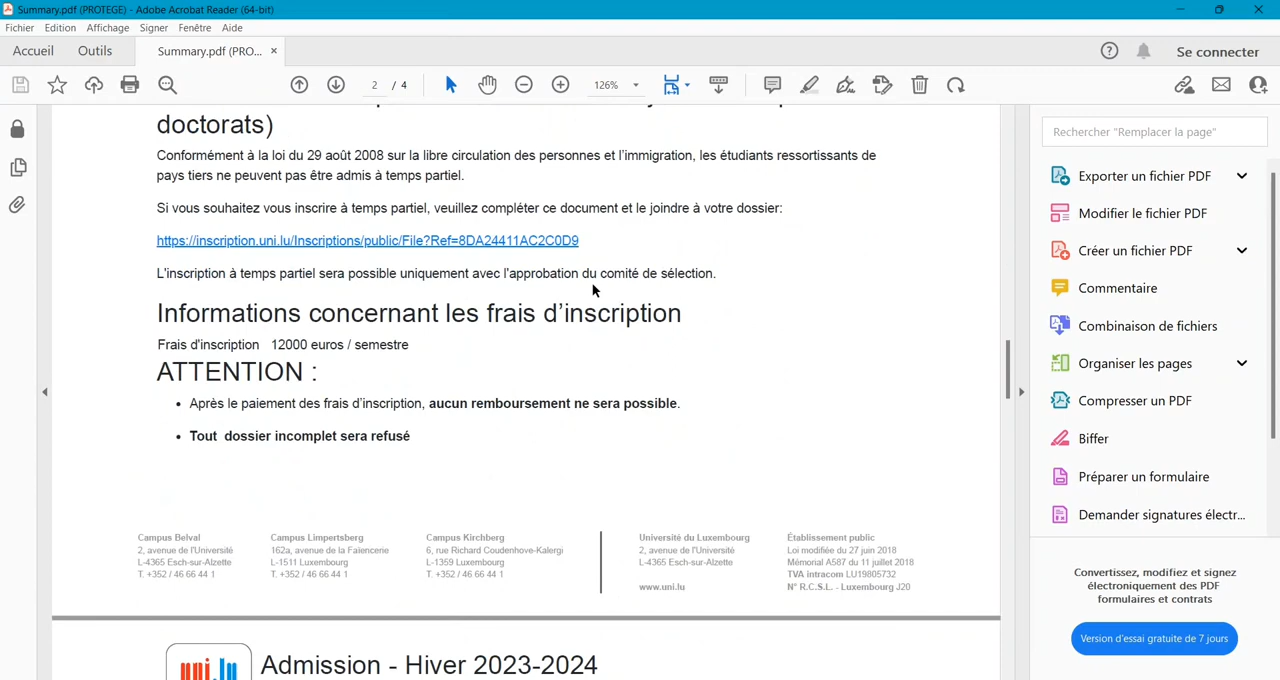 Summary.pdf (PROTEGE) - Adobe Acrobat Reader (64-bit)
Fichier Edition Affichage Signer Fenêtre Aide
Accueil Outils Summary.pdf (PRO... × Se connecter
2 / 4 126%
doctorats)
Conformément à la loi du 29 août 2008 sur la libre circulation des personnes et l'immigration, les étudiants ressortissants de
pays tiers ne peuvent pas être admis à temps partiel.
Si vous souhaitez vous inscrire à temps partiel, veuillez compléter ce document et le joindre à votre dossier:
https://inscription.uni.lu/Inscriptions/public/File?Ref=8DA24411AC2C0D9
L'inscription à temps partiel sera possible uniquement avec l'approbation du comité de sélection.
Informations concernant les frais d'inscription
Frais d'inscription 12000 euros / semestre
ATTENTION :
• Après le paiement des frais d'inscription, aucun remboursement ne sera possible.
• Tout dossier incomplet sera refusé
Campus Belval
2, avenue de l'Université
L-4365 Esch-sur-Alzette
T. +352 / 46 66 44 1
Campus Limpertsberg
162a, avenue de la Faïencerie
L-1511 Luxembourg
T. +352 / 46 66 44 1
Campus Kirchberg
6, rue Richard Coudenhove-Kalergi
L-1359 Luxembourg
T. +352 / 46 66 44 1
Université du Luxembourg
2, avenue de l'Université
L-4365 Esch-sur-Alzette
www.uni.lu
Établissement public
Loi modifiée du 27 juin 2018
Mémorial A587 du 11 juillet 2018
TVA intracom LU19805732
N° R.C.S.L. - Luxembourg J20
uni.lu
Admission - Hiver 2023-2024
Rechercher "Remplacer la page"
Exporter un fichier PDF
Modifier le fichier PDF
Créer un fichier PDF
Commentaire
Combinaison de fichiers
Organiser les pages
Compresser un PDF
Biffer
Préparer un formulaire
Demander signatures électr...
Convertissez, modifiez et signez
électroniquement des PDF
formulaires et contrats
Version d'essai gratuite de 7 jours